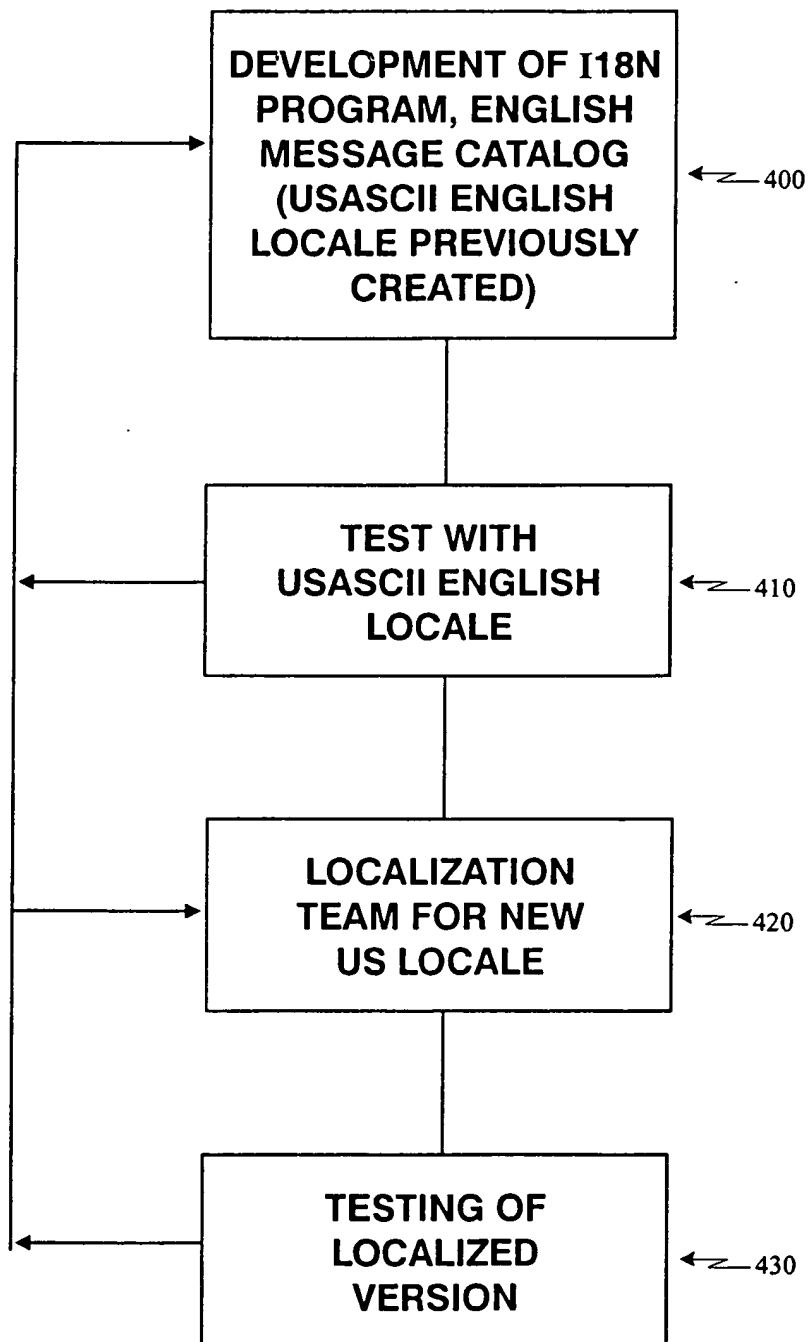 DEVELOPMENT OF I18N
PROGRAM, ENGLISH
MESSAGE CATALOG
(USASCII ENGLISH
LOCALE PREVIOUSLY
CREATED)
400
TEST WITH
USASCII ENGLISH
LOCALE
410
LOCALIZATION
TEAM FOR NEW
US LOCALE
420
TESTING OF
LOCALIZED
VERSION
430